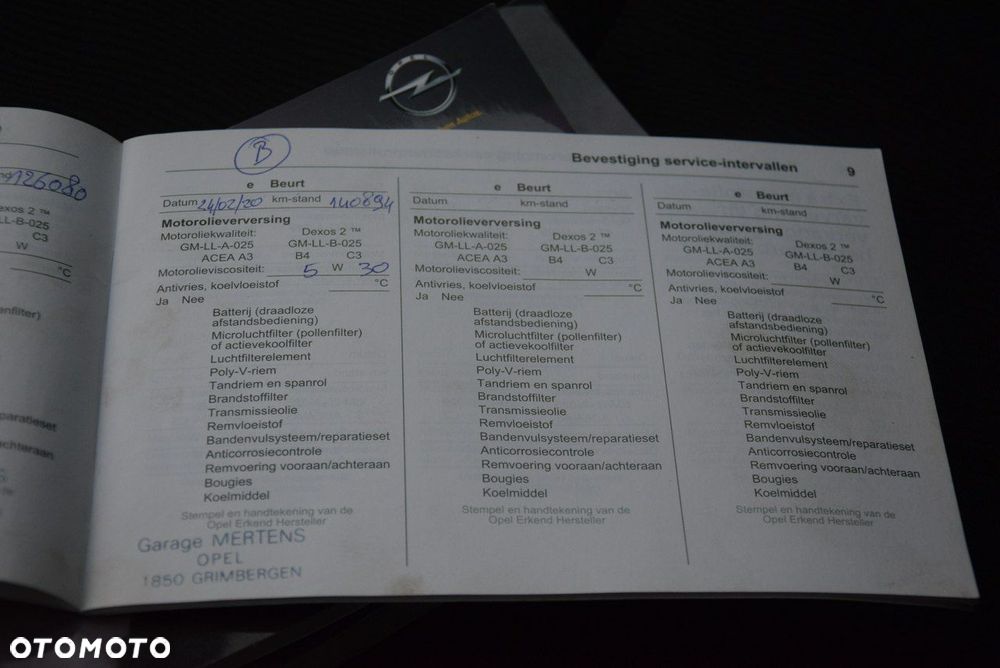 OPEL
Bevestiging service-intervallen 9
126080
Dexos 2 ™
LL-B-025
C3
W
°C
B
e Beurt
Datum 24/02/20 km-stand 140894
Motorolieverversing
Motoroliekwaliteit: Dexos 2 ™
GM-LL-A-025 GM-LL-B-025
ACEA A3 B4 C3
Motorolieviscositeit: 5 W 30
Antivries, koelvloeistof °C
Ja Nee
Batterij (draadloze
afstandsbediening)
Microluchtfilter (pollenfilter)
of actievekoolfilter
Luchtfilterelement
Poly-V-riem
Tandriem en spanrol
Brandstoffilter
Transmissieolie
Remvloeistof
Bandenvulsysteem/reparatieset
Anticorrosiecontrole
Remvoering vooraan/achteraan
Bougies
Koelmiddel
Stempel en handtekening van de
Opel Erkend Hersteller
Garage MERTENS
OPEL
1850 GRIMBERGEN
e Beurt
Datum km-stand
Motorolieverversing
Motoroliekwaliteit: Dexos 2 ™
GM-LL-A-025 GM-LL-B-025
ACEA A3 B4 C3
Motorolieviscositeit: W
Antivries, koelvloeistof °C
Ja Nee
Batterij (draadloze
afstandsbediening)
Microluchtfilter (pollenfilter)
of actievekoolfilter
Luchtfilterelement
Poly-V-riem
Tandriem en spanrol
Brandstoffilter
Transmissieolie
Remvloeistof
Bandenvulsysteem/reparatieset
Anticorrosiecontrole
Remvoering vooraan/achteraan
Bougies
Koelmiddel
Stempel en handtekening van de
Opel Erkend Hersteller
e Beurt
Datum km-stand
Motorolieverversing
Motoroliekwaliteit: Dexos 2 ™
GM-LL-A-025 GM-LL-B-025
ACEA A3 B4 C3
Motorolieviscositeit: W
Antivries, koelvloeistof °C
Ja Nee
Batterij (draadloze
afstandsbediening)
Microluchtfilter (pollenfilter)
of actievekoolfilter
Luchtfilterelement
Poly-V-riem
Tandriem en spanrol
Brandstoffilter
Transmissieolie
Remvloeistof
Bandenvulsysteem/reparatieset
Anticorrosiecontrole
Remvoering vooraan/achteraan
Bougies
Koelmiddel
Stempel en handtekening van de
Opel Erkend Hersteller
OTOMOTO